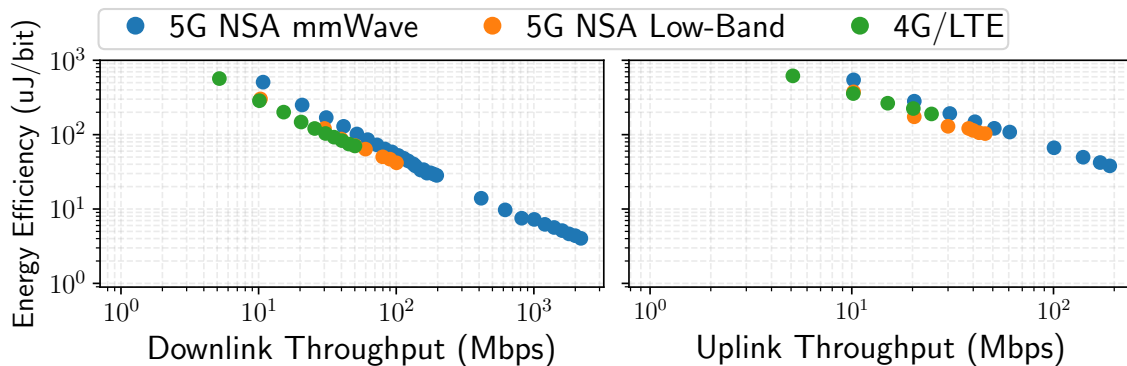 5G NSA mmWave 5G NSA Low-Band 4G/LTE
Energy Efficiency (uJ/bit)
10^3
10^2
10^1
10^0
10^0 10^1 10^2 10^3
Downlink Throughput (Mbps)
10^0 10^1 10^2
Uplink Throughput (Mbps)